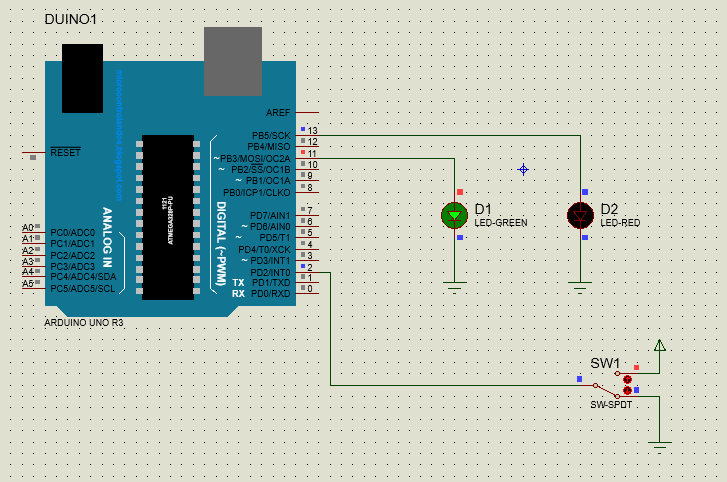 DUINO1
AREF
PB5/SCK 13
PB4/MISO 12
~ PB3/MOSI/OC2A 11
~ PB2/SS/OC1B 10
~ PB1/OC1A 9
PB0/ICP1/CLKO 8
PD7/AIN1 7
~ PD6/AIN0 6
~ PD5/T1 5
PD4/T0/XCK 4
~ PD3/INT1 3
PD2/INT0 2
TX PD1/TXD 1
RX PD0/RXD 0
RESET
A0 PC0/ADC0
A1 PC1/ADC1
A2 PC2/ADC2
A3 PC3/ADC3
A4 PC4/ADC4/SDA
A5 PC5/ADC5/SCL
ANALOG IN
1121
ATMEGA328P-PU
DIGITAL (~PWM)
ARDUINO UNO R3
D1
LED-GREEN
D2
LED-RED
SW1
SW-SPDT